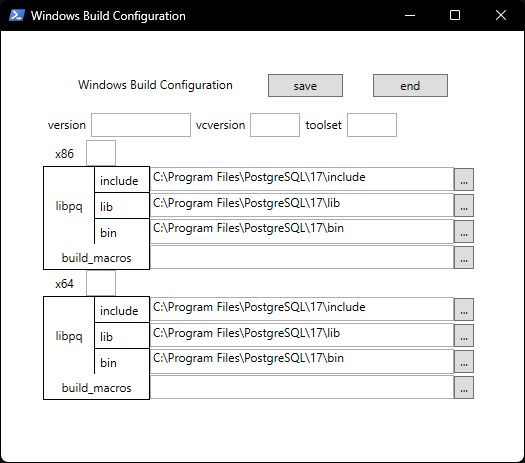 Windows Build Configuration
Windows Build Configuration save end
version vcversion toolset
x86
libpq
include C:\Program Files\PostgreSQL\17\include ...
lib C:\Program Files\PostgreSQL\17\lib ...
bin C:\Program Files\PostgreSQL\17\bin ...
build_macros ...
x64
libpq
include C:\Program Files\PostgreSQL\17\include ...
lib C:\Program Files\PostgreSQL\17\lib ...
bin C:\Program Files\PostgreSQL\17\bin ...
build_macros ...